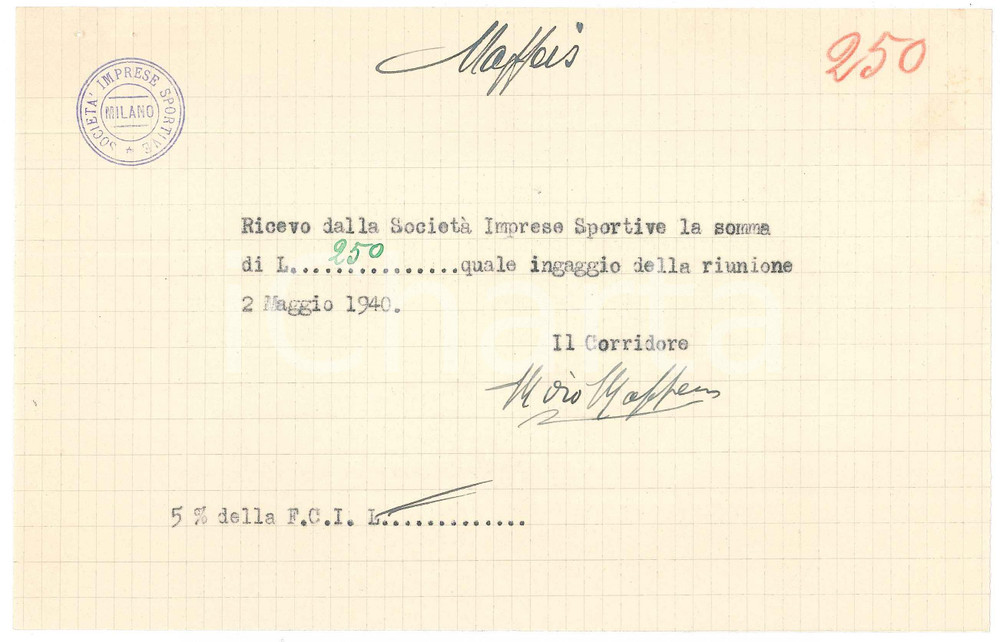 Maffeis
250
SOCIETA' IMPRESE SPORTIVE
MILANO
Ricevo dalla Società Imprese Sportive la somma
di L....250............quale ingaggio della riunione
2 Maggio 1940.
Il Corridore
Maffeis
5 % della F.C.I. L..............